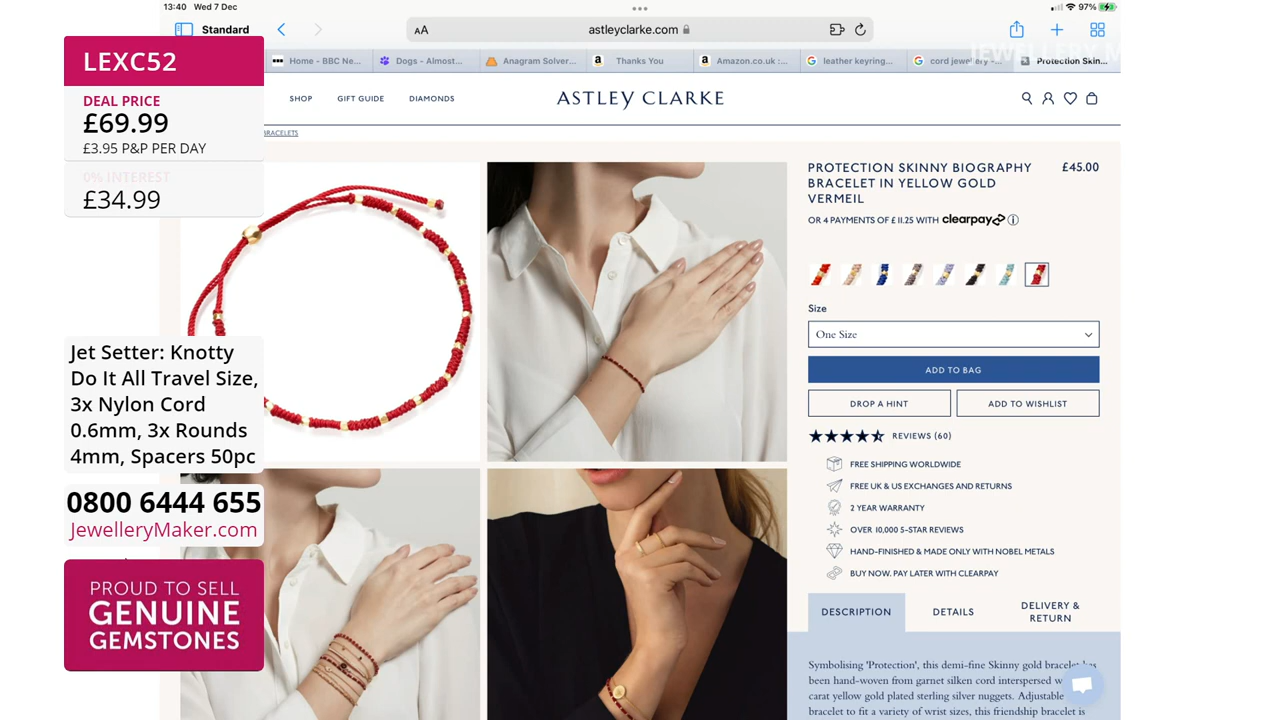 13:40 Wed 7 Dec
97%
Standard
AA
astleyclarke.com
Home - BBC Ne...
Dogs - Almost...
Anagram Solver...
Thanks You
Amazon.co.uk :...
leather keyring...
cord jewellery -...
Protection Skin...
JEWELLERY M
LEXC52
DEAL PRICE
£69.99
£3.95 P&P PER DAY
0% INTEREST
£34.99
SHOP
GIFT GUIDE
DIAMONDS
ASTLEY CLARKE
BRACELETS
PROTECTION SKINNY BIOGRAPHY
BRACELET IN YELLOW GOLD
VERMEIL
£45.00
OR 4 PAYMENTS OF £ 11.25 WITH clearpay
Size
One Size
ADD TO BAG
DROP A HINT
ADD TO WISHLIST
REVIEWS (60)
FREE SHIPPING WORLDWIDE
FREE UK & US EXCHANGES AND RETURNS
2 YEAR WARRANTY
OVER 10,000 5-STAR REVIEWS
HAND-FINISHED & MADE ONLY WITH NOBEL METALS
BUY NOW. PAY LATER WITH CLEARPAY
DESCRIPTION
DETAILS
DELIVERY &
RETURN
Symbolising 'Protection', this demi-fine Skinny gold bracelet has
been hand-woven from garnet silken cord interspersed w
carat yellow gold plated sterling silver nuggets. Adjustable
bracelet to fit a variety of wrist sizes, this friendship bracelet is
Jet Setter: Knotty
Do It All Travel Size,
3x Nylon Cord
0.6mm, 3x Rounds
4mm, Spacers 50pc
0800 6444 655
JewelleryMaker.com
PROUD TO SELL
GENUINE
GEMSTONES